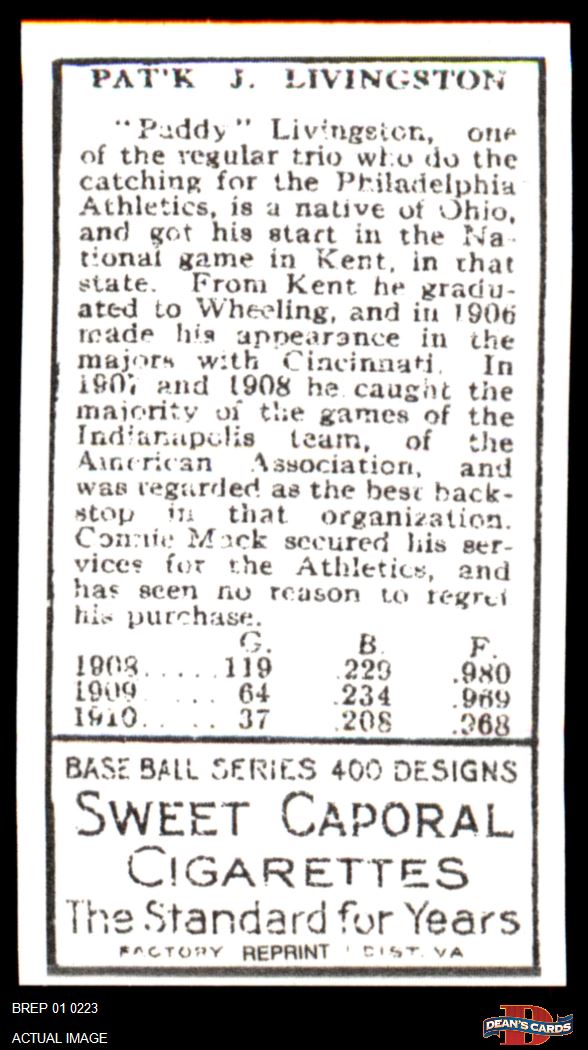 PAT'K J. LIVINGSTON
"Paddy" Livingston, one
of the regular trio who do the
catching for the Philadelphia
Athletics, is a native of Ohio,
and got his start in the Na-
tional game in Kent, in that
state. From Kent he gradu-
ated to Wheeling, and in 1906
made his appearance in the
majors with Cincinnati. In
1907 and 1908 he caught the
majority of the games of the
Indianapolis team, of the
American Association, and
was regarded as the best back-
stop in that organization.
Connie Mack secured his ser-
vices for the Athletics, and
has seen no reason to regret
his purchase.
G. B. F.
1908..... 119 .229 .980
1909..... 64 .234 .969
1910..... 37 .208 .968
BASE BALL SERIES 400 DESIGNS
SWEET CAPORAL
CIGARETTES
The Standard for Years
FACTORY REPRINT DIST. VA
BREP 01 0223
ACTUAL IMAGE
D
DEAN'S CARDS